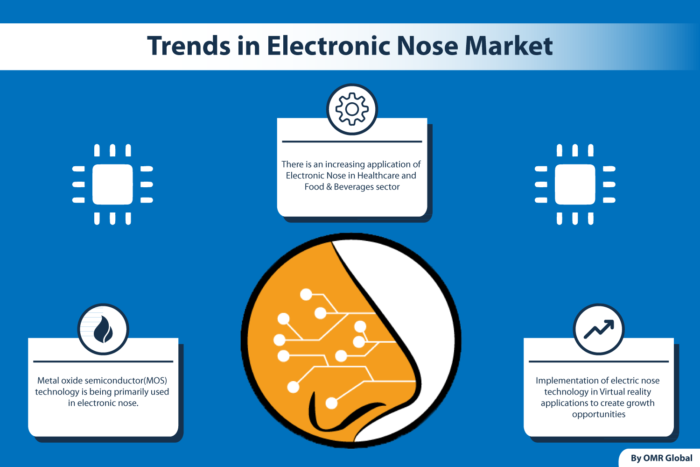 Trends in Electronic Nose Market
There is an increasing application of
Electronic Nose in Healthcare and
Food & Beverages sector
Metal oxide semiconductor(MOS)
technology is being primarily used
in electronic nose.
Implementation of electric nose
technology in Virtual reality
applications to create growth
opportunities
By OMR Global